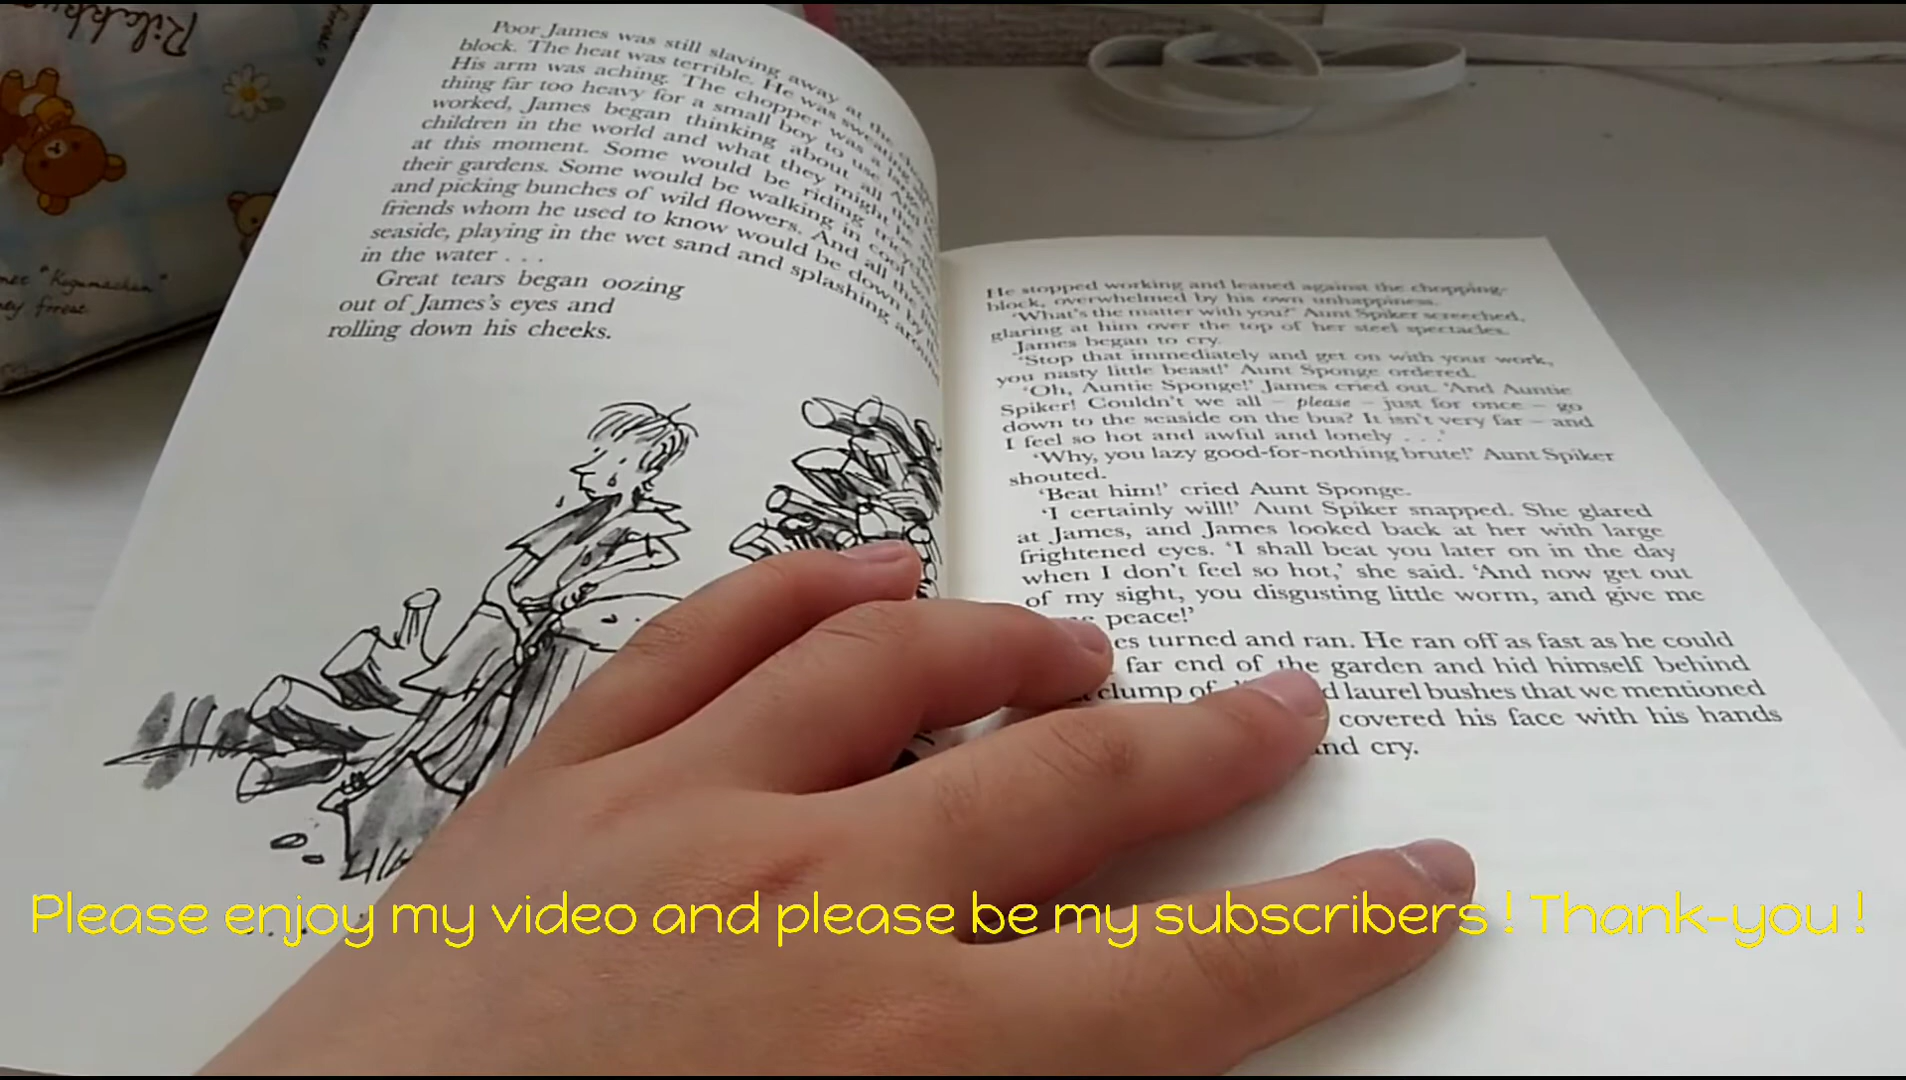 Rilakkuma
Poor James was still slaving away at the
block. The heat was terrible. He was sweating
His arm was aching. The chopper was a large
thing far too heavy for a small boy to use. And
worked, James began thinking about all the
children in the world and what they might be
at this moment. Some would be riding tricycles
their gardens. Some would be walking in cool
and picking bunches of wild flowers. And all the
friends whom he used to know would be down by the
seaside, playing in the wet sand and splashing around
in the water . . .
Great tears began oozing
out of James's eyes and
rolling down his cheeks.
He stopped working and leaned against the chopping-
block, overwhelmed by his own unhappiness.
'What's the matter with you?' Aunt Spiker screeched,
glaring at him over the top of her steel spectacles.
James began to cry.
'Stop that immediately and get on with your work,
you nasty little beast!' Aunt Sponge ordered.
'Oh, Auntie Sponge!' James cried out. 'And Auntie
Spiker! Couldn't we all – please – just for once – go
down to the seaside on the bus? It isn't very far – and
I feel so hot and awful and lonely . . .'
'Why, you lazy good-for-nothing brute!' Aunt Spiker
shouted.
'Beat him!' cried Aunt Sponge.
'I certainly will!' Aunt Spiker snapped. She glared
at James, and James looked back at her with large
frightened eyes. 'I shall beat you later on in the day
when I don't feel so hot,' she said. 'And now get out
of my sight, you disgusting little worm, and give me
peace!'
es turned and ran. He ran off as fast as he could
far end of the garden and hid himself behind
clump of d laurel bushes that we mentioned
covered his face with his hands
nd cry.
Please enjoy my video and please be my subscribers ! Thank-you !